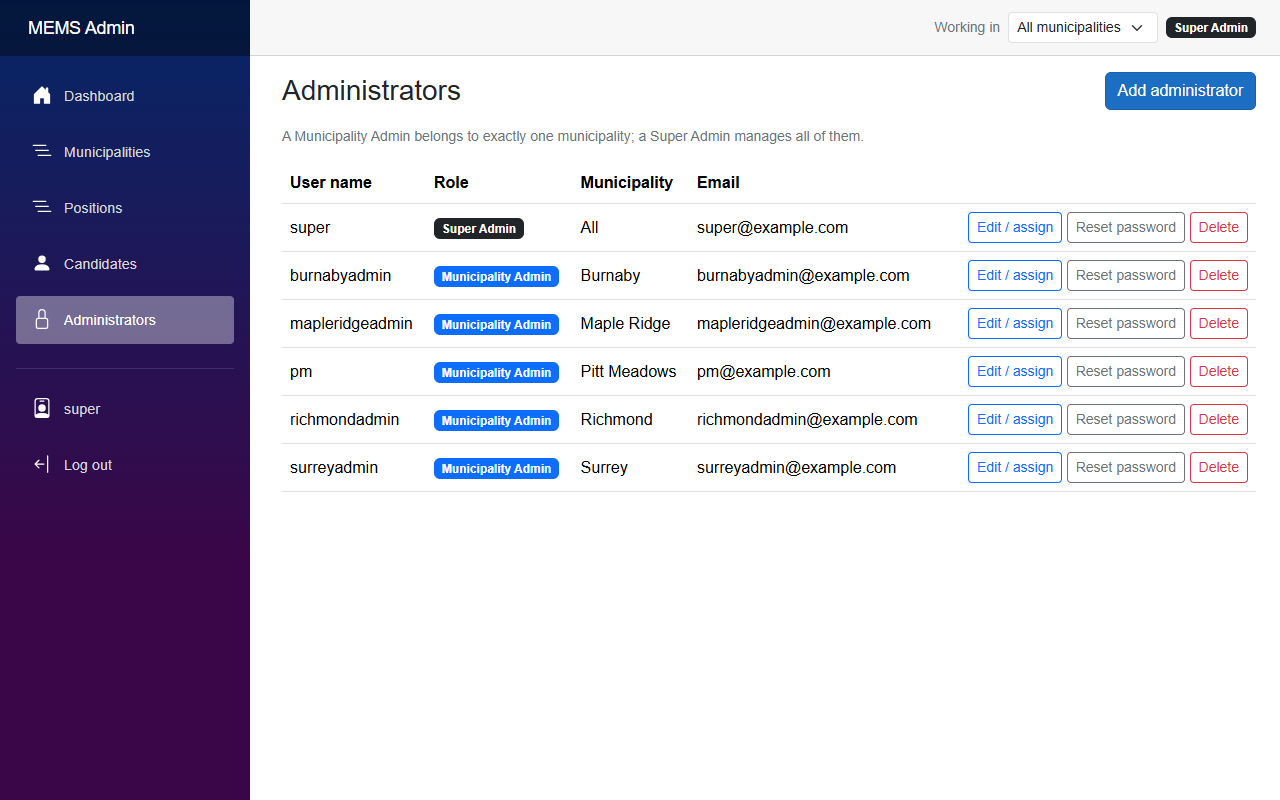 MEMS Admin
Working in All municipalities Super Admin
Dashboard
Municipalities
Positions
Candidates
Administrators
super
Log out
Administrators
Add administrator
A Municipality Admin belongs to exactly one municipality; a Super Admin manages all of them.
User name Role Municipality Email
super Super Admin All super@example.com Edit / assign Reset password Delete
burnabyadmin Municipality Admin Burnaby burnabyadmin@example.com Edit / assign Reset password Delete
mapleridgeadmin Municipality Admin Maple Ridge mapleridgeadmin@example.com Edit / assign Reset password Delete
pm Municipality Admin Pitt Meadows pm@example.com Edit / assign Reset password Delete
richmondadmin Municipality Admin Richmond richmondadmin@example.com Edit / assign Reset password Delete
surreyadmin Municipality Admin Surrey surreyadmin@example.com Edit / assign Reset password Delete